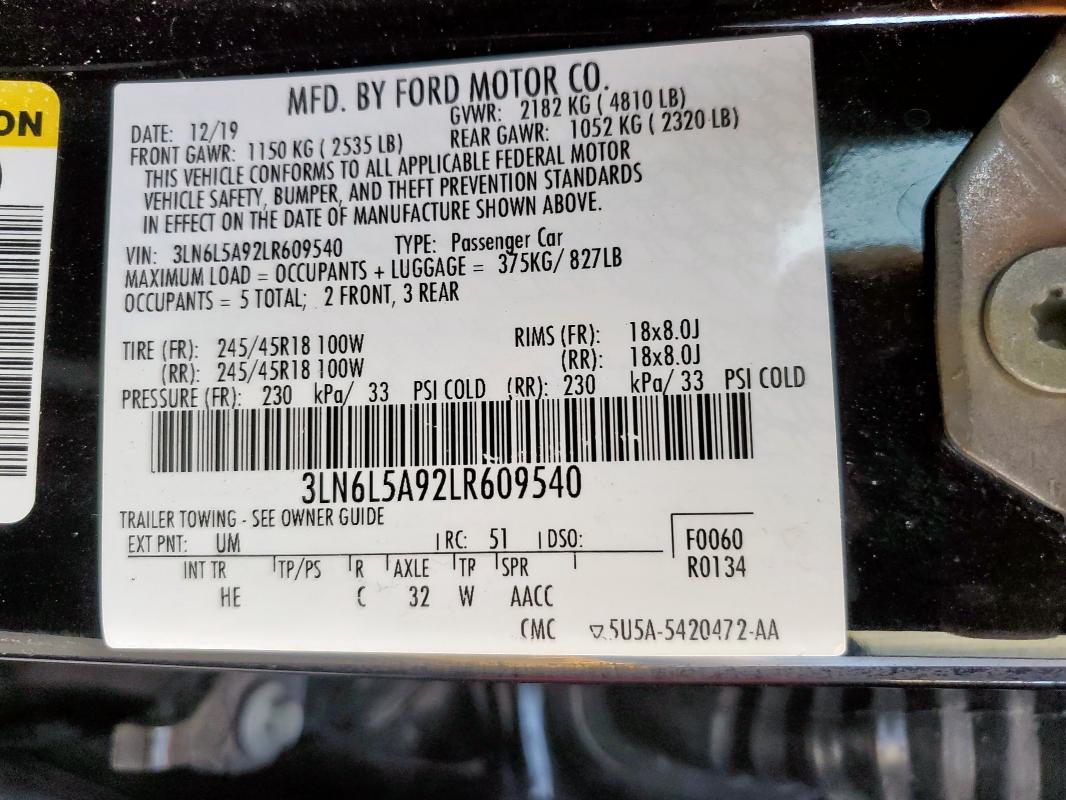 ON
MFD. BY FORD MOTOR CO.
DATE: 12/19 GVWR: 2182 KG ( 4810 LB)
FRONT GAWR: 1150 KG ( 2535 LB) REAR GAWR: 1052 KG ( 2320 LB)
THIS VEHICLE CONFORMS TO ALL APPLICABLE FEDERAL MOTOR
VEHICLE SAFETY, BUMPER, AND THEFT PREVENTION STANDARDS
IN EFFECT ON THE DATE OF MANUFACTURE SHOWN ABOVE.
VIN: 3LN6L5A92LR609540 TYPE: Passenger Car
MAXIMUM LOAD = OCCUPANTS + LUGGAGE = 375KG/ 827LB
OCCUPANTS = 5 TOTAL; 2 FRONT, 3 REAR
TIRE (FR): 245/45R18 100W RIMS (FR): 18x8.0J
(RR): 245/45R18 100W (RR): 18x8.0J
PRESSURE (FR): 230 kPa/ 33 PSI COLD (RR): 230 kPa/ 33 PSI COLD
3LN6L5A92LR609540
TRAILER TOWING - SEE OWNER GUIDE
EXT PNT: UM RC: 51 DSO: F0060
INT TR TP/PS R AXLE TP SPR R0134
HE C 32 W AACC
CMC ▽5U5A-5420472-AA